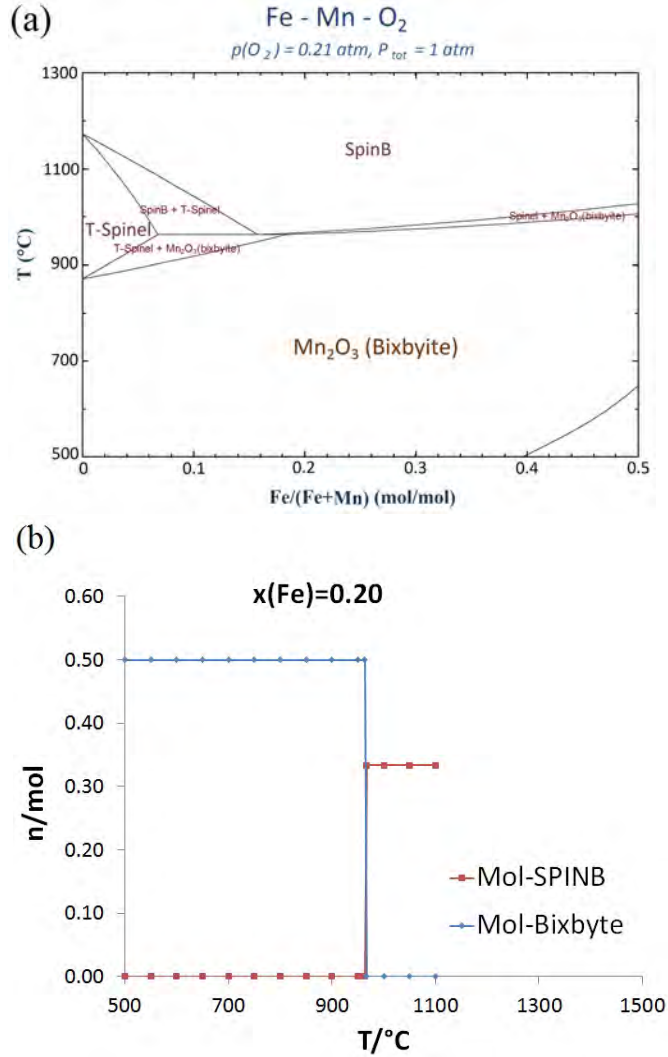 (a)
Fe - Mn - O₂
p(O₂) = 0.21 atm, P_tot = 1 atm
1300
1100
900
700
500
T (°C)
SpinB
SpinB + T-Spinel
T-Spinel
T-Spinel + Mn₂O₃(bixbyite)
Spinel + Mn₂O₃(bixbyite)
Mn₂O₃ (Bixbyite)
0 0.1 0.2 0.3 0.4 0.5
Fe/(Fe+Mn) (mol/mol)
(b)
x(Fe)=0.20
0.60
0.50
0.40
0.30
0.20
0.10
0.00
n/mol
Mol-SPINB
Mol-Bixbyte
500 700 900 1100 1300 1500
T/°C